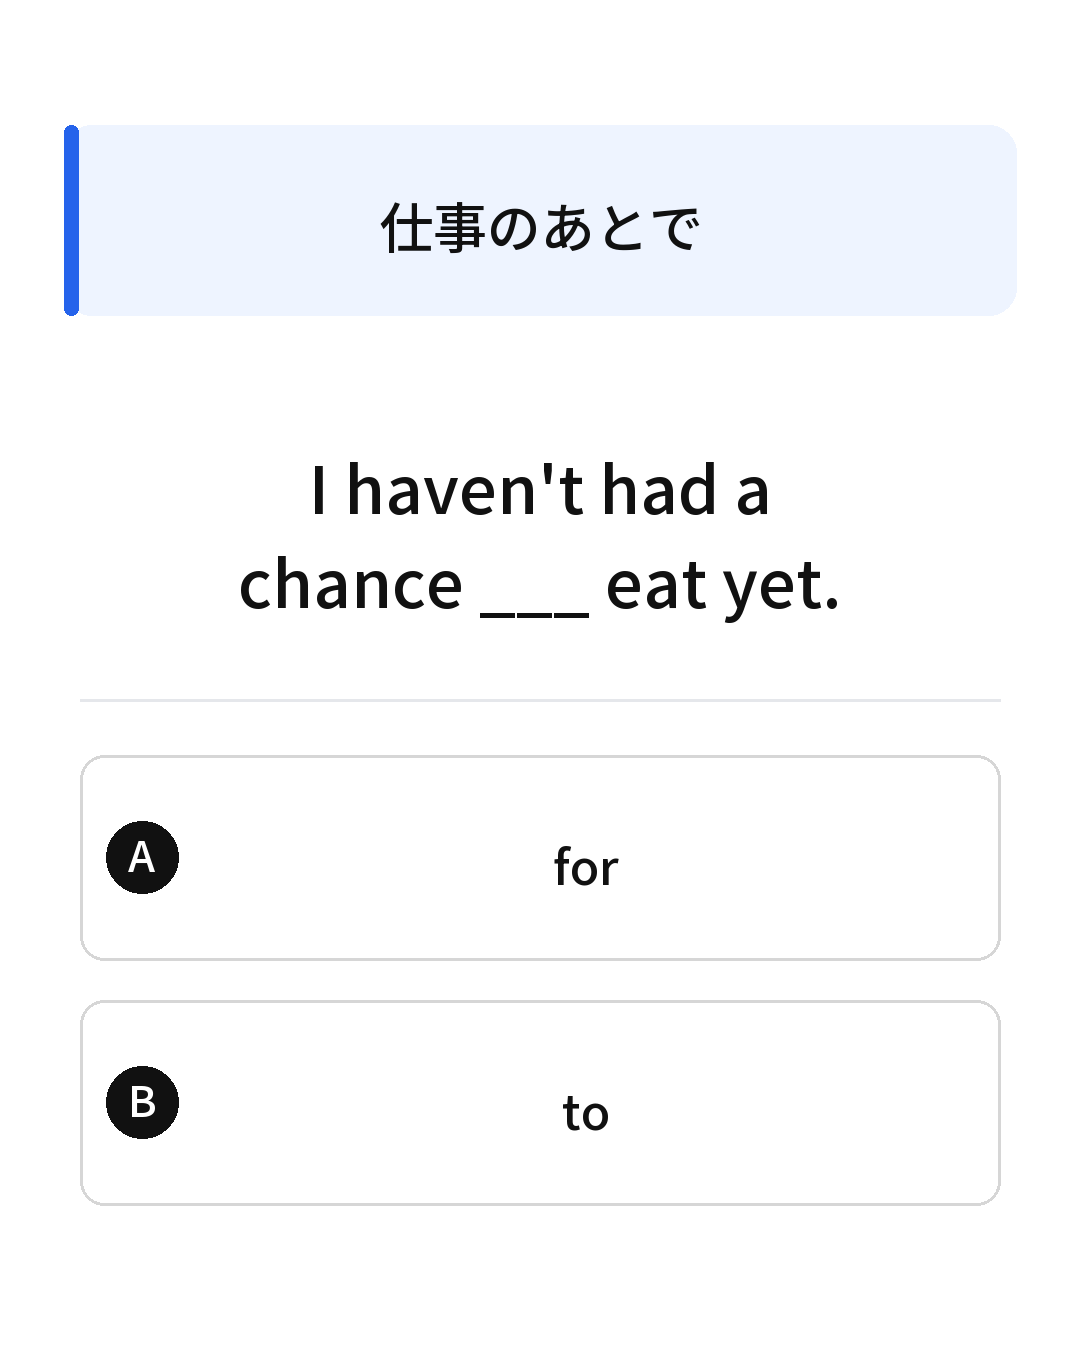 仕事のあとで
I haven't had a
chance ___ eat yet.
A
for
B
to